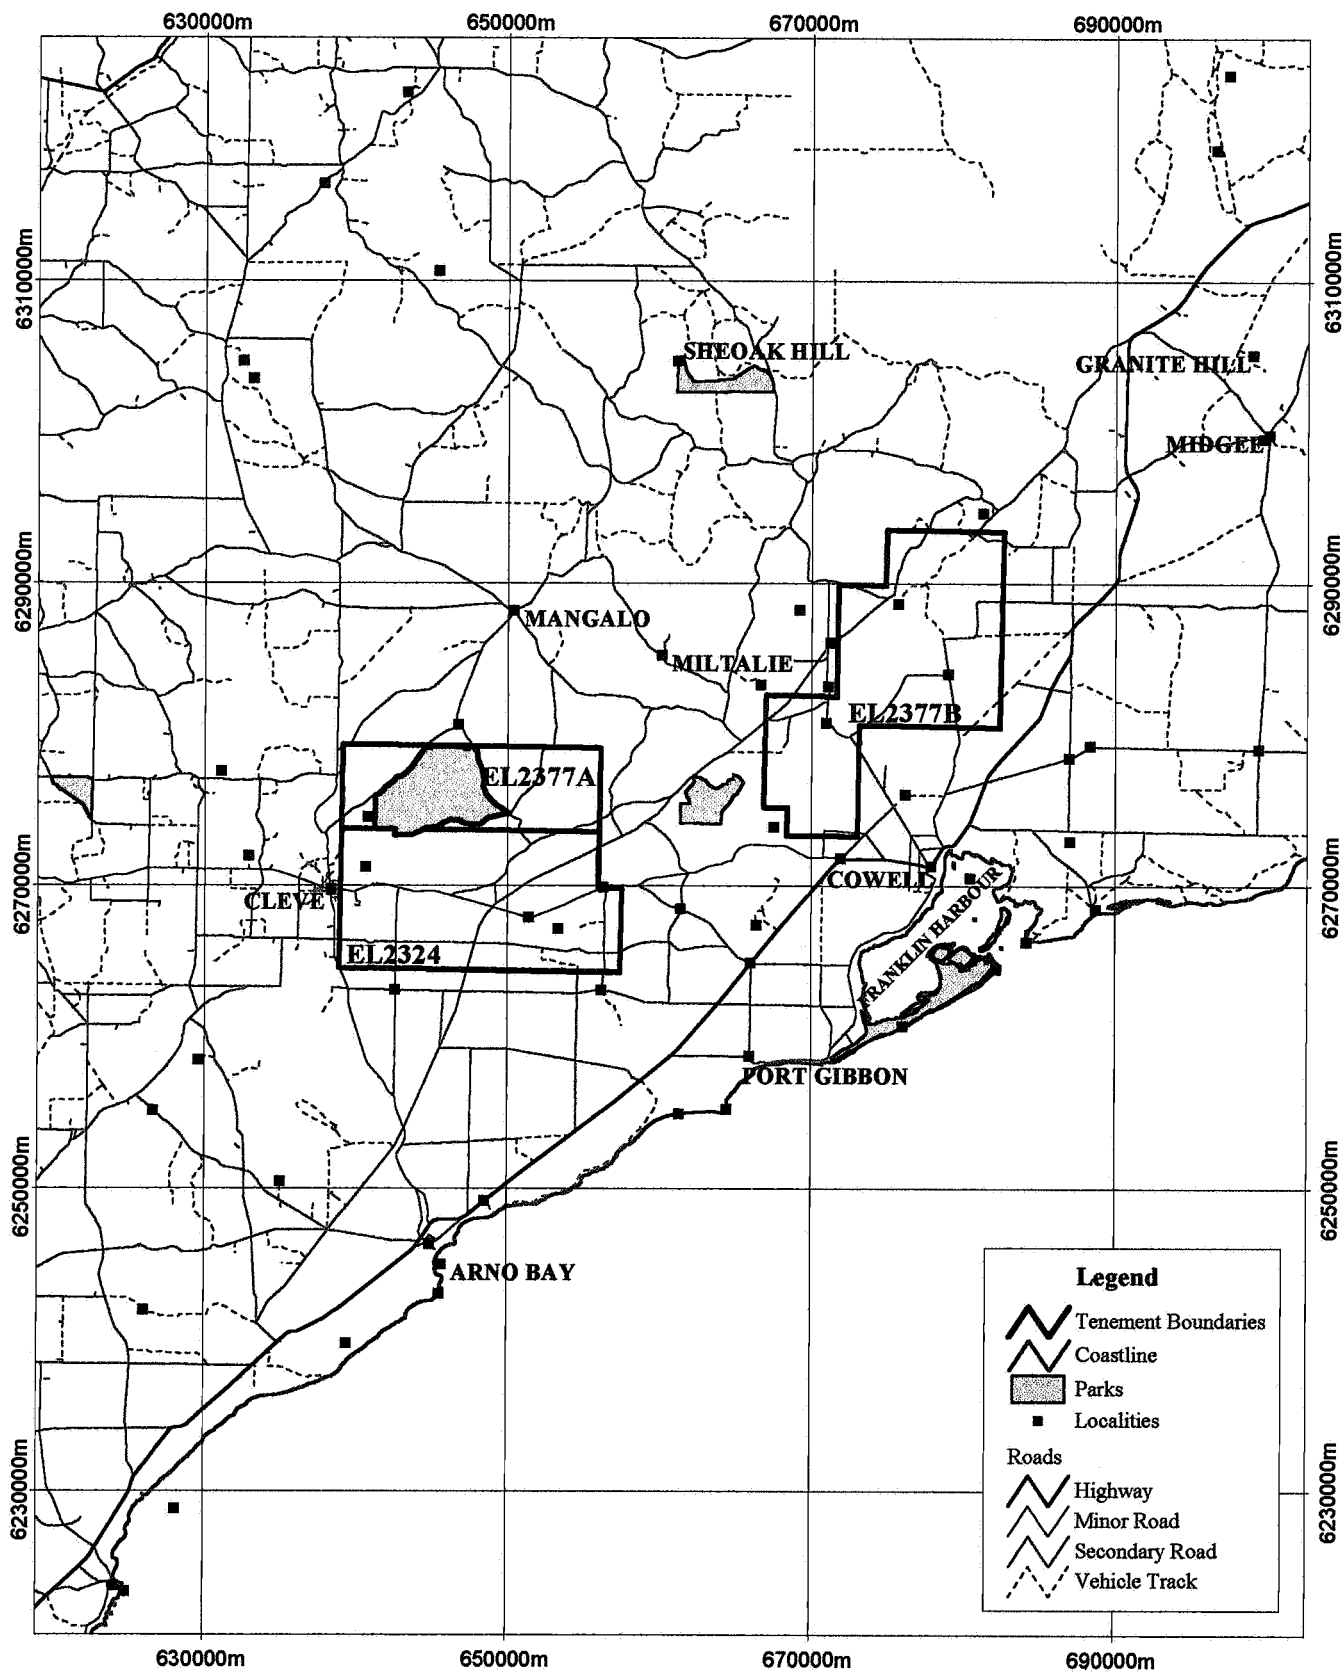 630000m 650000m 670000m 690000m
6310000m 6310000m
SHEOAK HILL
GRANITE HILL
MIDGEE
6290000m 6290000m
MANGALO
MILTALIE
EL2377B
EL2377A
COWELL
CLEVE
6270000m 6270000m
FRANKLIN HARBOUR
EL2324
PORT GIBBON
6250000m 6250000m
ARNO BAY
Legend
Tenement Boundaries
Coastline
Parks
Localities
Roads
Highway
Minor Road
Secondary Road
Vehicle Track
6230000m 6230000m
630000m 650000m 670000m 690000m